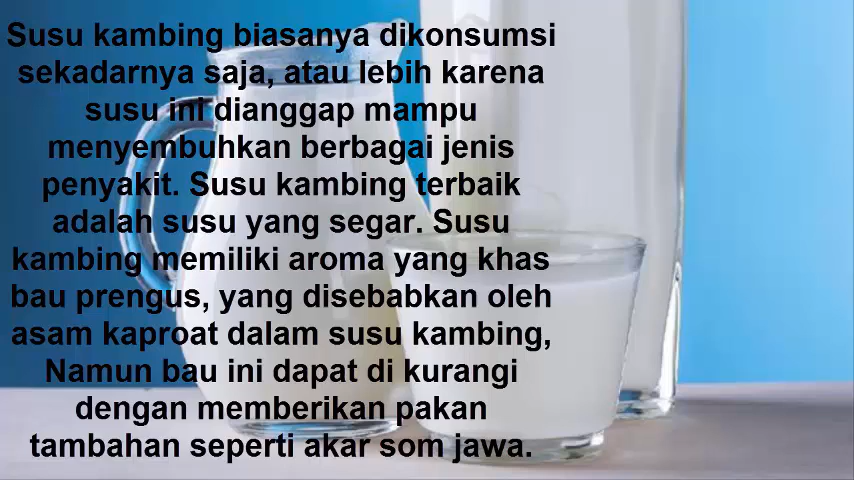 Susu kambing biasanya dikonsumsi
sekadarnya saja, atau lebih karena
susu ini dianggap mampu
menyembuhkan berbagai jenis
penyakit. Susu kambing terbaik
adalah susu yang segar. Susu
kambing memiliki aroma yang khas
bau prengus, yang disebabkan oleh
asam kaproat dalam susu kambing,
Namun bau ini dapat di kurangi
dengan memberikan pakan
tambahan seperti akar som jawa.